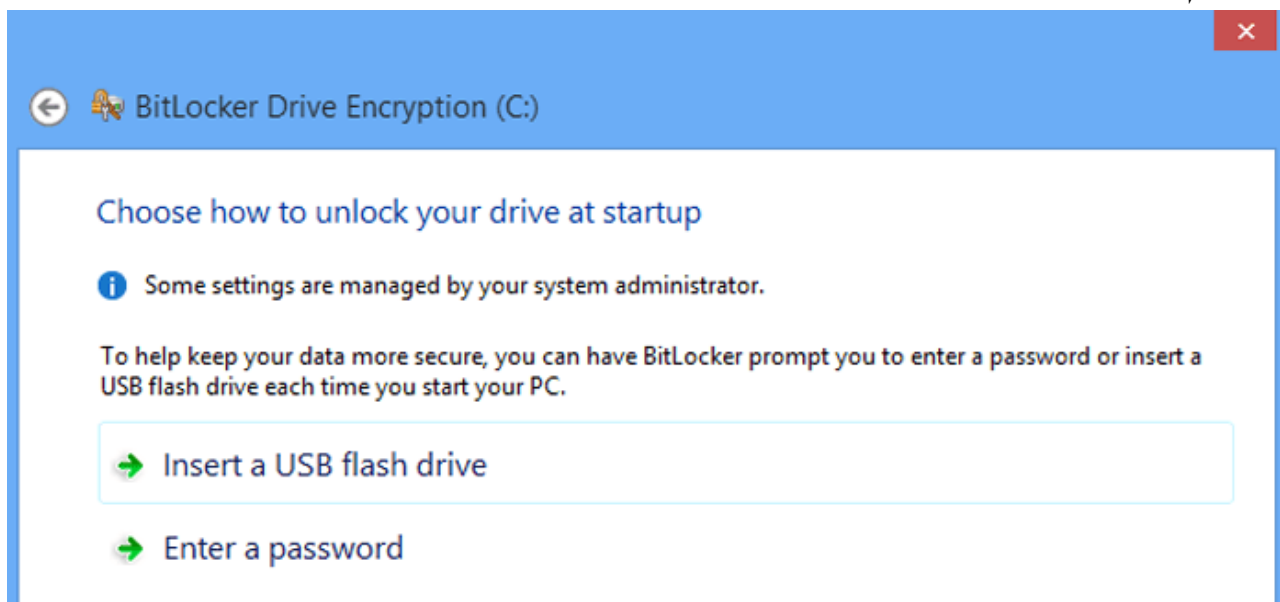 BitLocker Drive Encryption (C:)
Choose how to unlock your drive at startup
Some settings are managed by your system administrator.
To help keep your data more secure, you can have BitLocker prompt you to enter a password or insert a
USB flash drive each time you start your PC.
Insert a USB flash drive
Enter a password